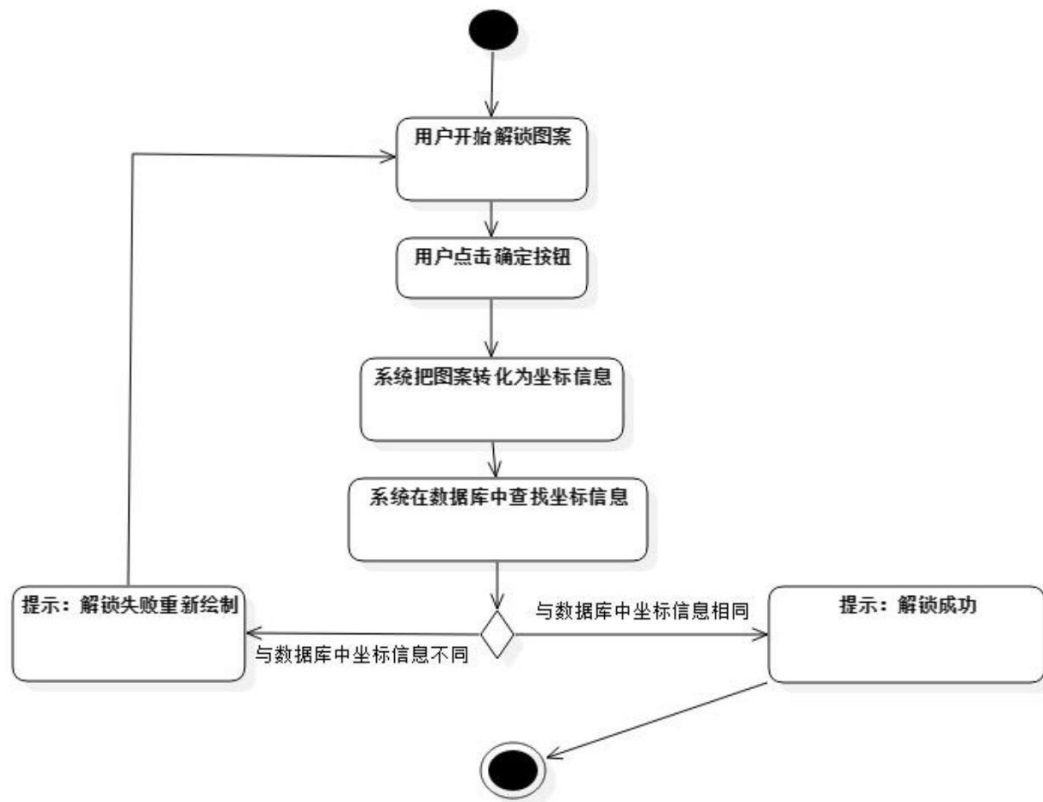 用户开始解锁图案
用户点击确定按钮
系统把图案转化为坐标信息
系统在数据库中查找坐标信息
提示：解锁失败重新绘制
与数据库中坐标信息相同
提示：解锁成功
与数据库中坐标信息不同